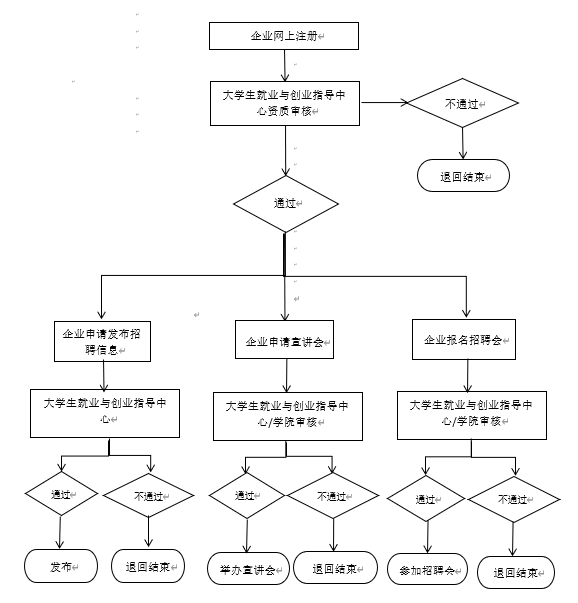 企业网上注册
大学生就业与创业指导中
心资质审核
不通过
退回结束
通过
企业申请发布招
聘信息
企业申请宣讲会
企业报名招聘会
大学生就业与创业指导中
心
大学生就业与创业指导中
心/学院审核
大学生就业与创业指导中
心/学院审核
通过
不通过
通过
不通过
通过
不通过
发布
退回结束
举办宣讲会
退回结束
参加招聘会
退回结束